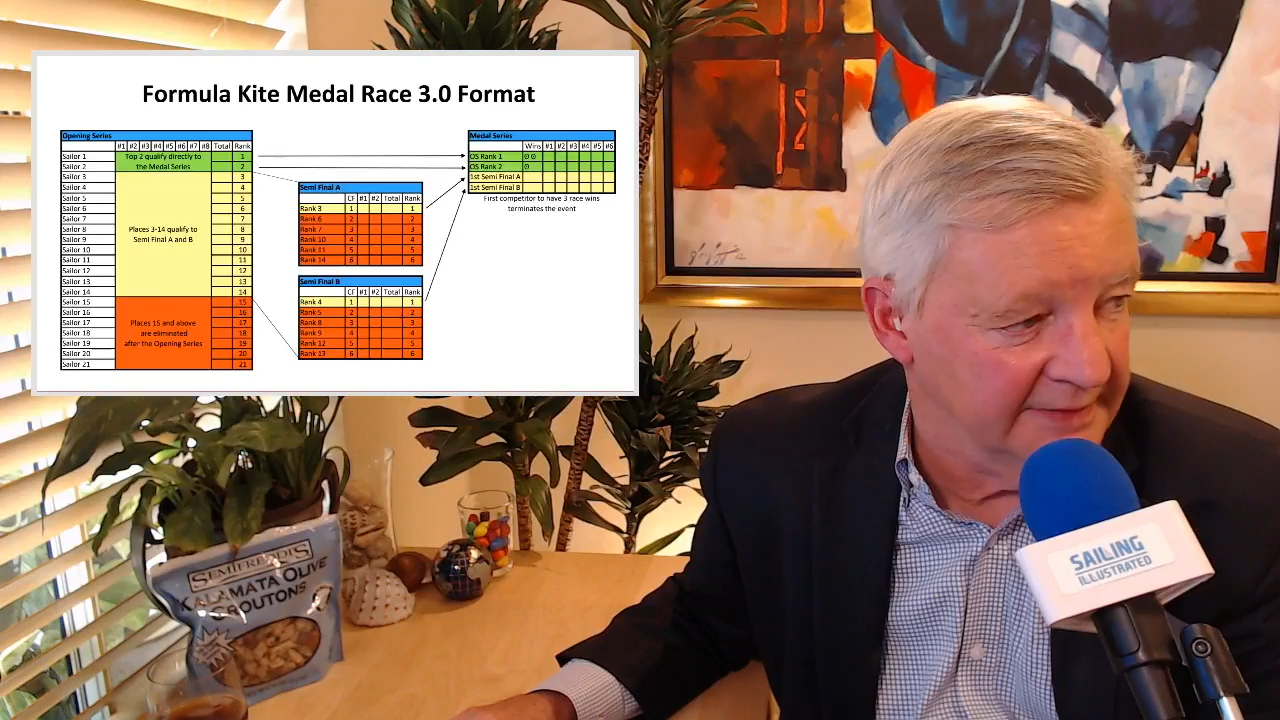 Formula Kite Medal Race 3.0 Format
Opening Series
#1 #2 #3 #4 #5 #6 #7 #8 Total Rank
Sailor 1 Top 2 qualify directly to 1
Sailor 2 the Medal Series 2
Sailor 3 3
Sailor 4 4
Sailor 5 5
Sailor 6 6
Sailor 7 7
Sailor 8 Places 3-14 qualify to 8
Sailor 9 Semi Final A and B 9
Sailor 10 10
Sailor 11 11
Sailor 12 12
Sailor 13 13
Sailor 14 14
Sailor 15 15
Sailor 16 16
Sailor 17 Places 15 and above 17
Sailor 18 are eliminated 18
Sailor 19 after the Opening Series 19
Sailor 20 20
Sailor 21 21
Semi Final A
CF #1 #2 Total Rank
Rank 3 1 1
Rank 6 2 2
Rank 7 3 3
Rank 10 4 4
Rank 11 5 5
Rank 14 6 6
Semi Final B
CF #1 #2 Total Rank
Rank 4 1 1
Rank 5 2 2
Rank 8 3 3
Rank 9 4 4
Rank 12 5 5
Rank 13 6 6
Medal Series
Wins #1 #2 #3 #4 #5 #6
OS Rank 1
OS Rank 2
1st Semi Final A
1st Semi Final B
First competitor to have 3 race wins
terminates the event
SEMIFREDDI'S
KALAMATA OLIVE
CROUTONS
SAILING
ILLUSTRATED